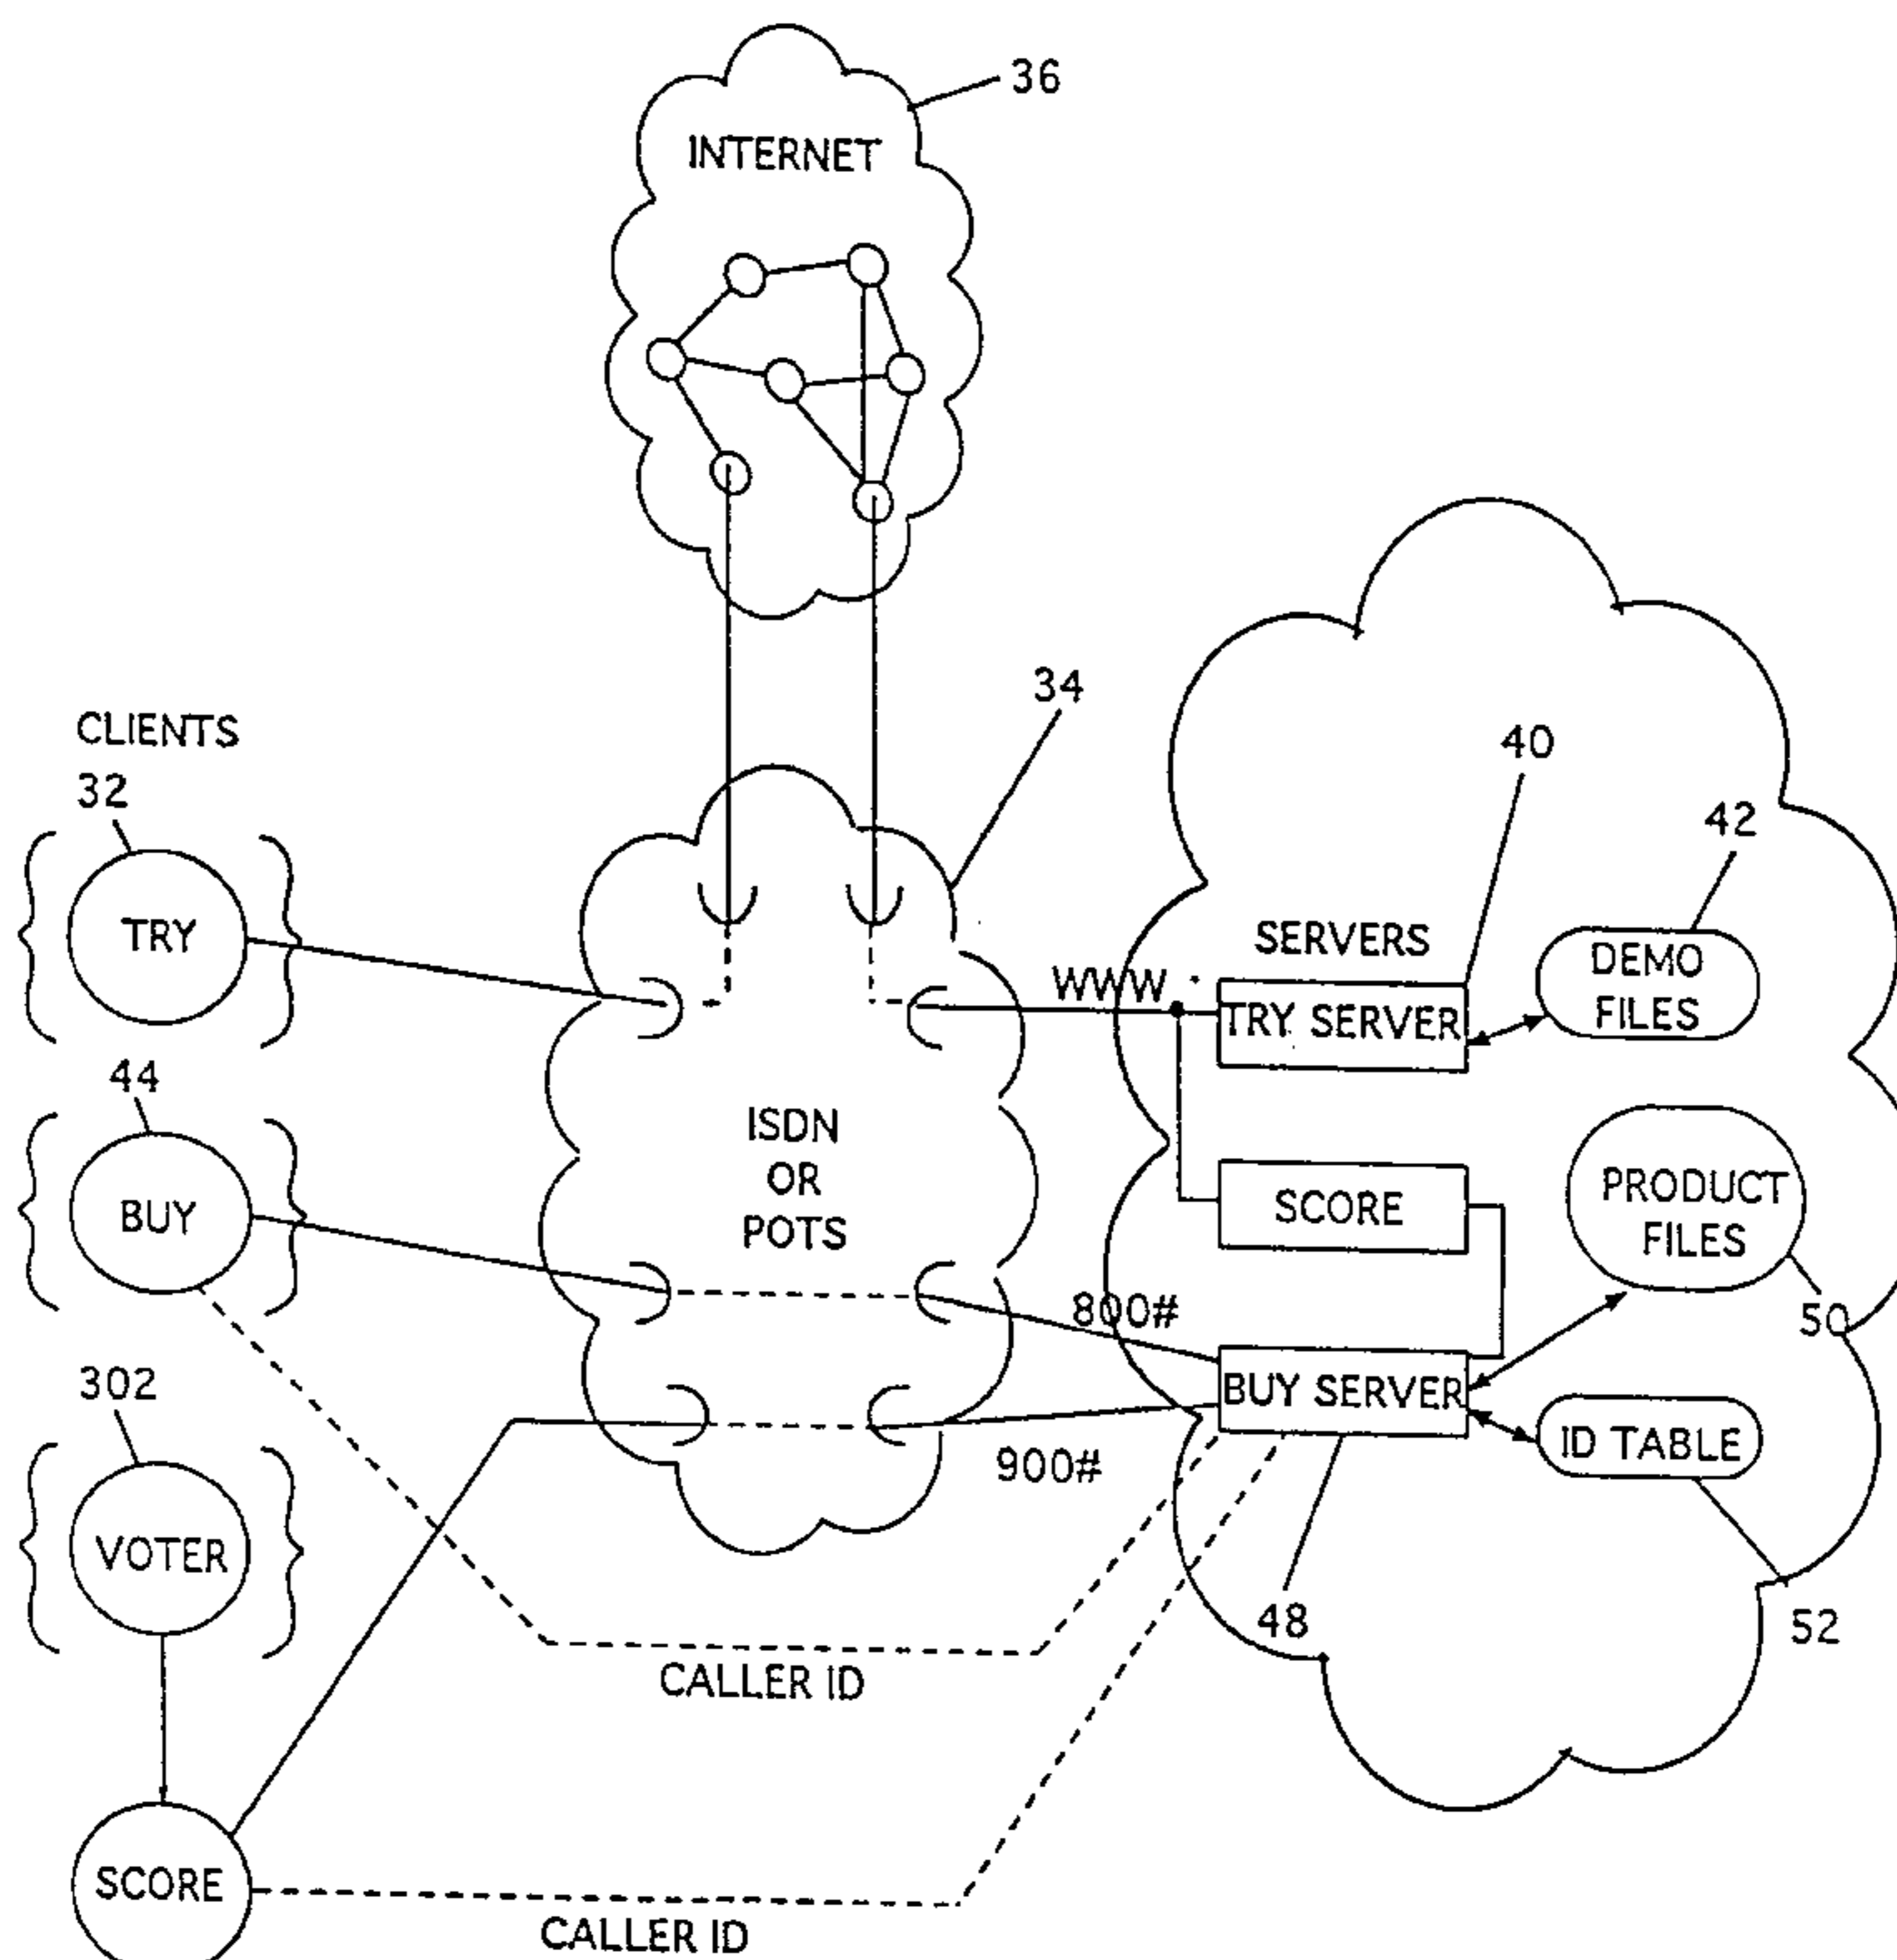 36
INTERNET
34
CLIENTS
32
TRY
44
BUY
302
VOTER
SCORE
ISDN
OR
POTS
WWW
800#
900#
CALLER ID
CALLER ID
40
42
SERVERS
TRY SERVER
DEMO
FILES
SCORE
PRODUCT
FILES
50
BUY SERVER
ID TABLE
48
52